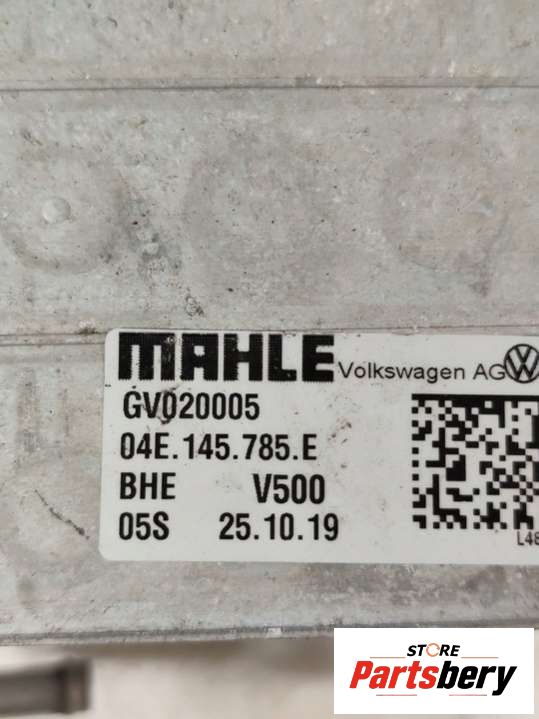 MAHLE Volkswagen AG
GV020005
04E.145.785.E
BHE V500
05S 25.10.19
L48
STORE
Partsbery